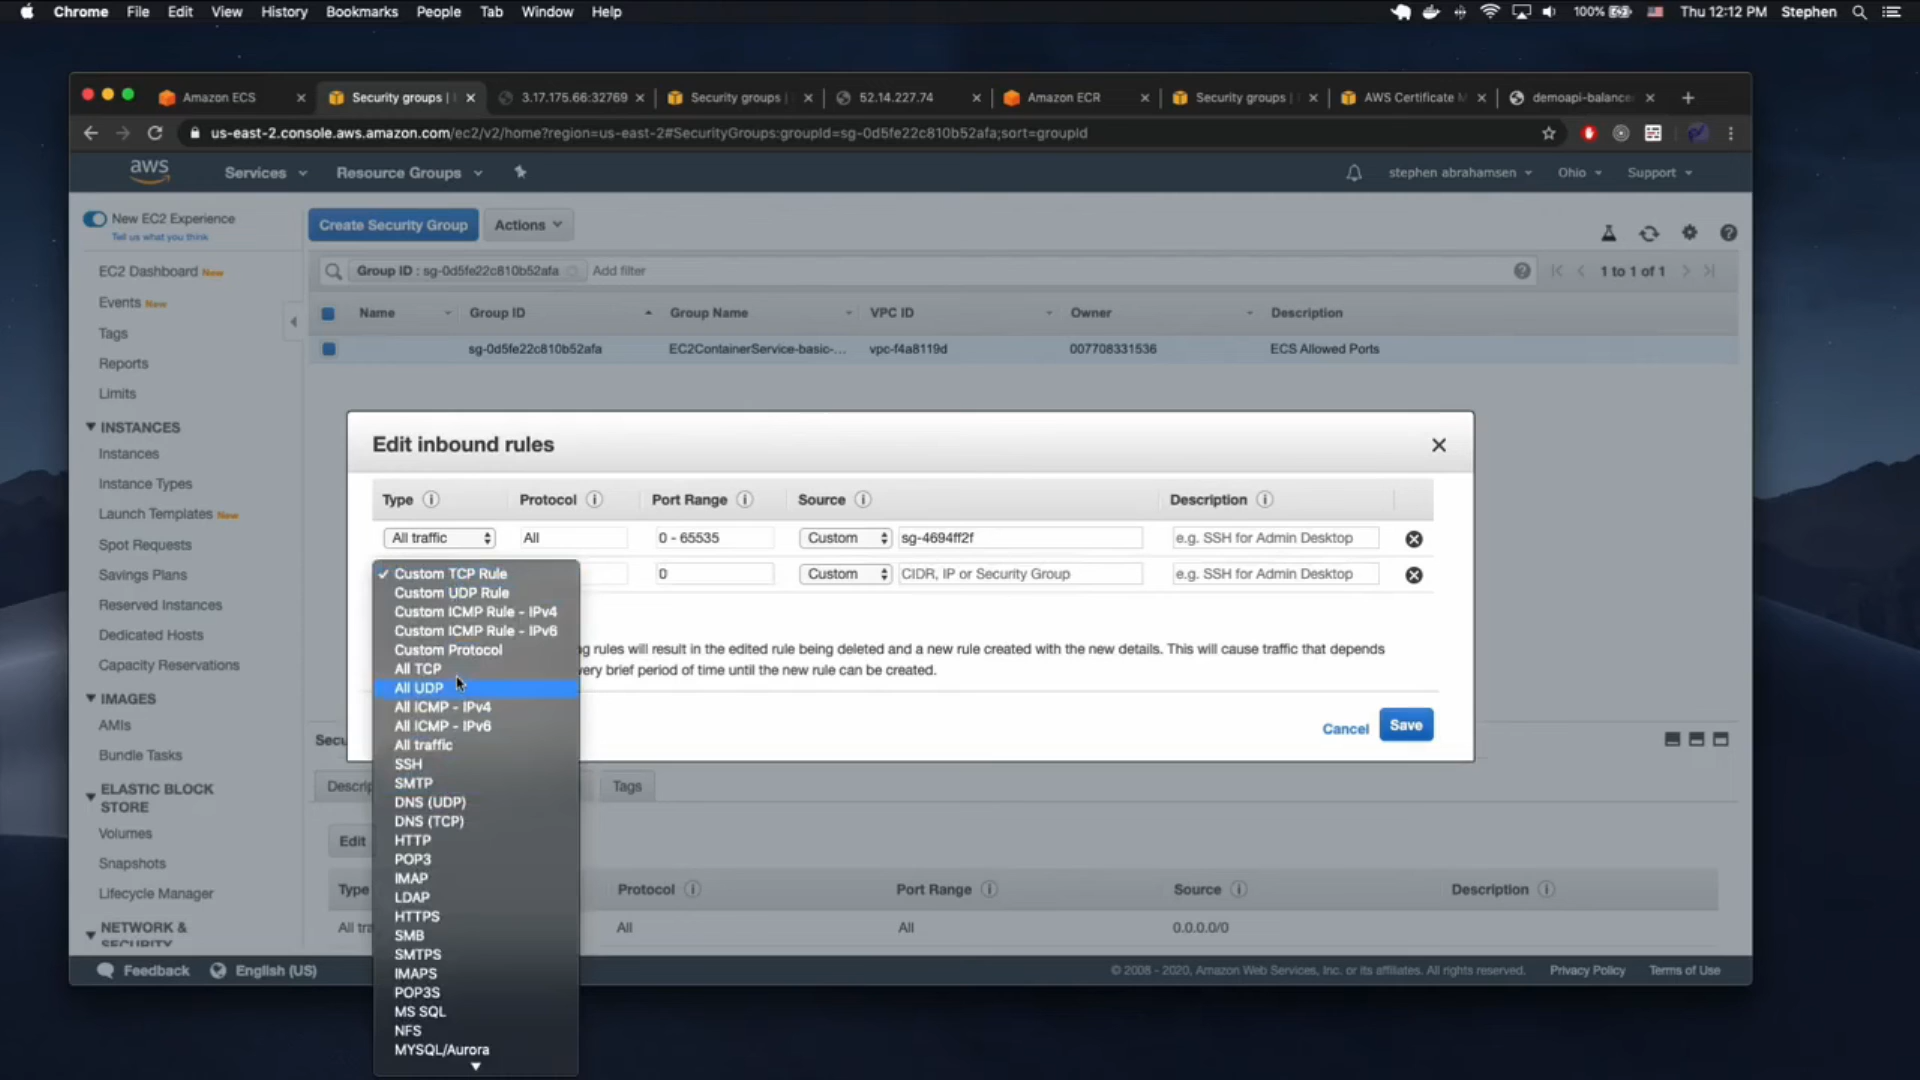 Chrome File Edit View History Bookmarks People Tab Window Help 100% Thu 12:12 PM Stephen
Amazon ECS Security groups | 3.17.175.66:32769 Security groups | 52.14.227.74 Amazon ECR Security groups | AWS Certificate M demoapi-balance
us-east-2.console.aws.amazon.com/ec2/v2/home?region=us-east-2#SecurityGroups:groupId=sg-0d5fe22c810b52afa;sort=groupId
aws Services Resource Groups stephen abrahamsen Ohio Support
New EC2 Experience
Tell us what you think
Create Security Group Actions
EC2 Dashboard New
Group ID : sg-0d5fe22c810b52afa Add filter 1 to 1 of 1
Events New
Name Group ID Group Name VPC ID Owner Description
Tags
sg-0d5fe22c810b52afa EC2ContainerService-basic-... vpc-f4a8119d 007708331536 ECS Allowed Ports
Reports
Limits
INSTANCES
Instances
Instance Types
Launch Templates New
Spot Requests
Savings Plans
Reserved Instances
Dedicated Hosts
Capacity Reservations
IMAGES
AMIs
Bundle Tasks
ELASTIC BLOCK
STORE
Volumes
Snapshots
Lifecycle Manager
NETWORK &
SECURITY
Edit inbound rules
Type Protocol Port Range Source Description
All traffic All 0 - 65535 Custom sg-4694ff2f e.g. SSH for Admin Desktop
Custom TCP Rule 0 Custom CIDR, IP or Security Group e.g. SSH for Admin Desktop
Custom UDP Rule
Custom ICMP Rule - IPv4
Custom ICMP Rule - IPv6
Custom Protocol
All TCP
All UDP
All ICMP - IPv4
All ICMP - IPv6
All traffic
SSH
SMTP
DNS (UDP)
DNS (TCP)
HTTP
POP3
IMAP
LDAP
HTTPS
SMB
SMTPS
IMAPS
POP3S
MS SQL
NFS
MYSQL/Aurora
ng rules will result in the edited rule being deleted and a new rule created with the new details. This will cause traffic that depends
very brief period of time until the new rule can be created.
Cancel Save
Secu
Descrip Tags
Edit
Type Protocol Port Range Source Description
All tra All All 0.0.0.0/0
Feedback English (US) © 2008 - 2020, Amazon Web Services, Inc. or its affiliates. All rights reserved. Privacy Policy Terms of Use